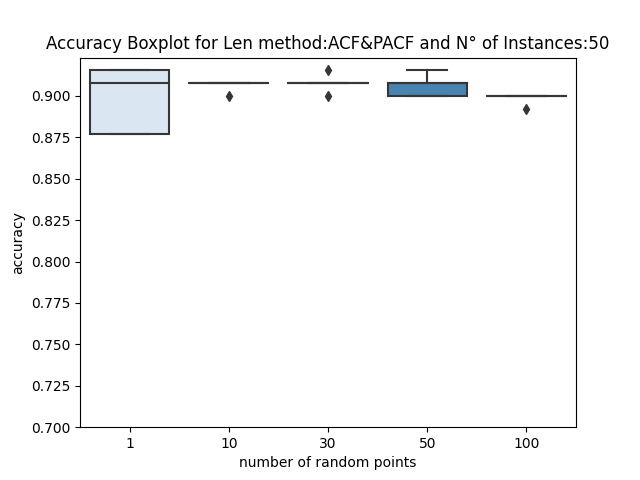 Accuracy Boxplot for Len method:ACF&PACF and N° of Instances:50
accuracy
0.900
0.875
0.850
0.825
0.800
0.775
0.750
0.725
0.700
1 10 30 50 100
number of random points